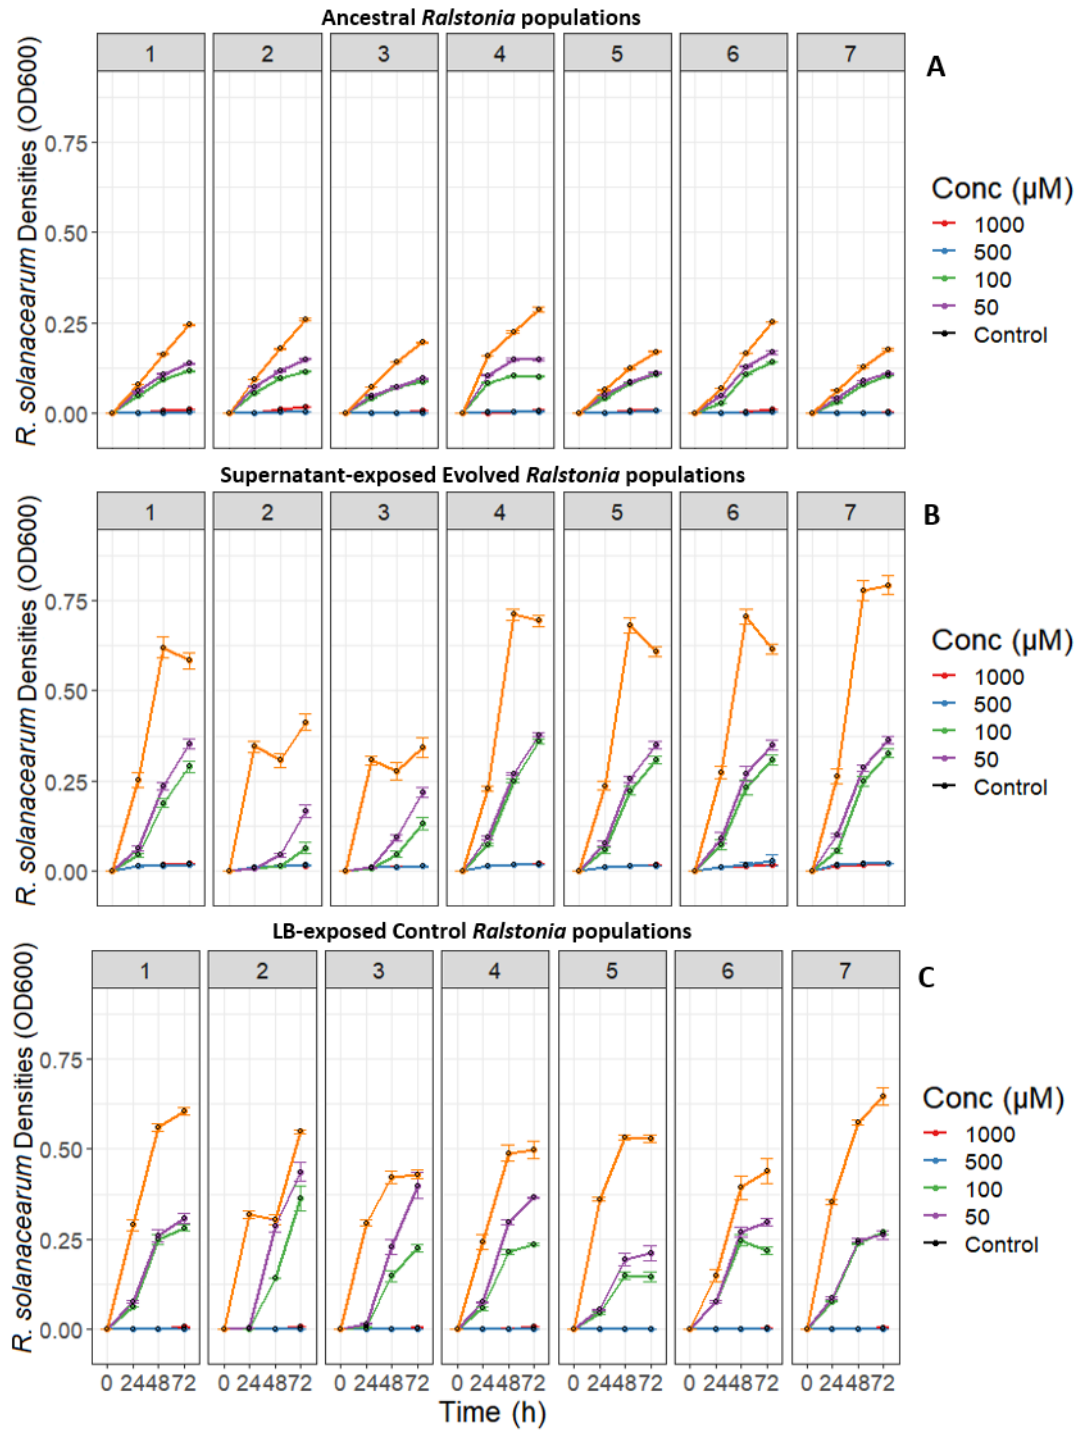 Ancestral Ralstonia populations
A
1 2 3 4 5 6 7
R. solanacearum Densities (OD600)
0.75
0.50
0.25
0.00
Conc (µM)
1000
500
100
50
Control
Supernatant-exposed Evolved Ralstonia populations
B
1 2 3 4 5 6 7
R. solanacearum Densities (OD600)
0.75
0.50
0.25
0.00
Conc (µM)
1000
500
100
50
Control
LB-exposed Control Ralstonia populations
C
1 2 3 4 5 6 7
R. solanacearum Densities (OD600)
0.75
0.50
0.25
0.00
Conc (µM)
1000
500
100
50
Control
0 244872 0 244872 0 244872 0 244872 0 244872 0 244872 0 244872
Time (h)